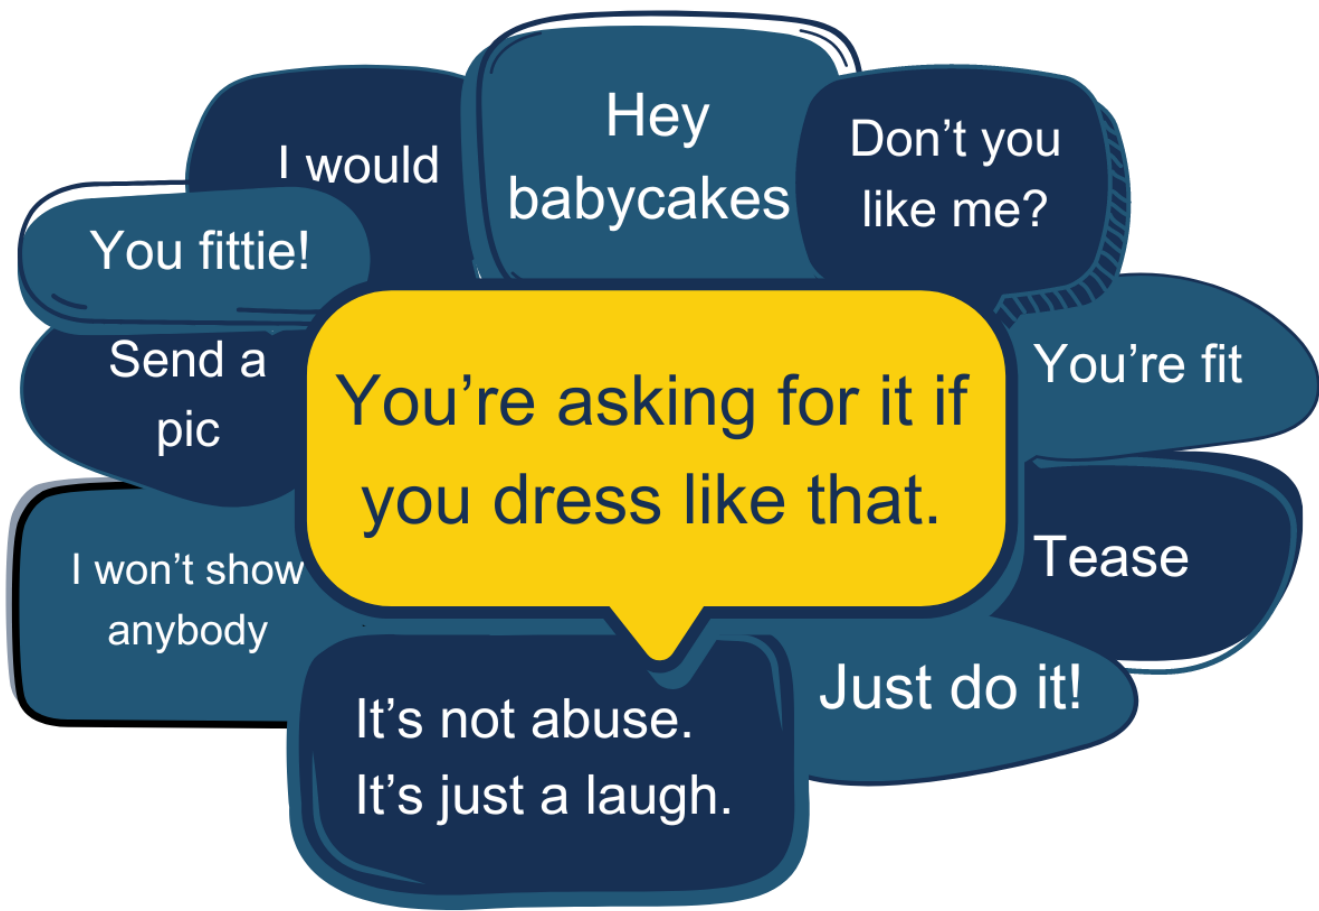 Hey
babycakes
Don’t you
like me?
I would
You fittie!
Send a
pic
You’re asking for it if
you dress like that.
You’re fit
I won’t show
anybody
Tease
It’s not abuse.
It’s just a laugh.
Just do it!